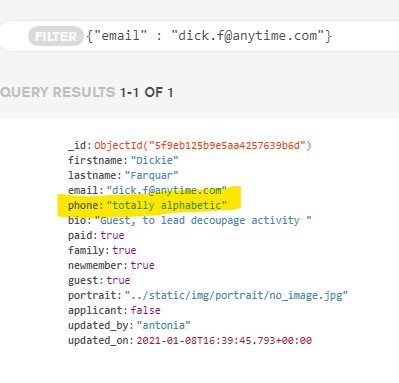 FILTER {"email" : "dick.f@anytime.com"}
QUERY RESULTS 1-1 OF 1
_id: ObjectId("5f9eb125b9e5aa4257639b6d")
firstname: "Dickie"
lastname: "Farquar"
email: "dick.f@anytime.com"
phone: "totally alphabetic"
bio: "Guest, to lead decoupage activity "
paid: true
family: true
newmember: true
guest: true
portrait: "../static/img/portrait/no_image.jpg"
applicant: false
updated_by: "antonia"
updated_on: 2021-01-08T16:39:45.793+00:00